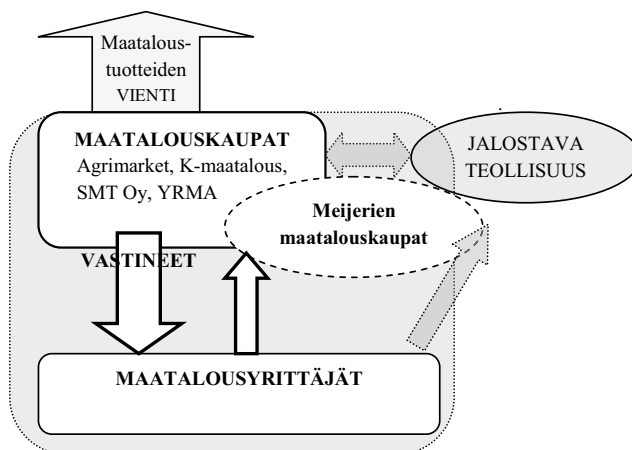 Maatalous-
tuotteiden
VIENTI
MAATALOUSKAUPAT
Agrimarket, K-maatalous,
SMT Oy, YRMA
JALOSTAVA
TEOLLISUUS
Meijerien
maatalouskaupat
VASTINEET
MAATALOUSYRITTÄJÄT